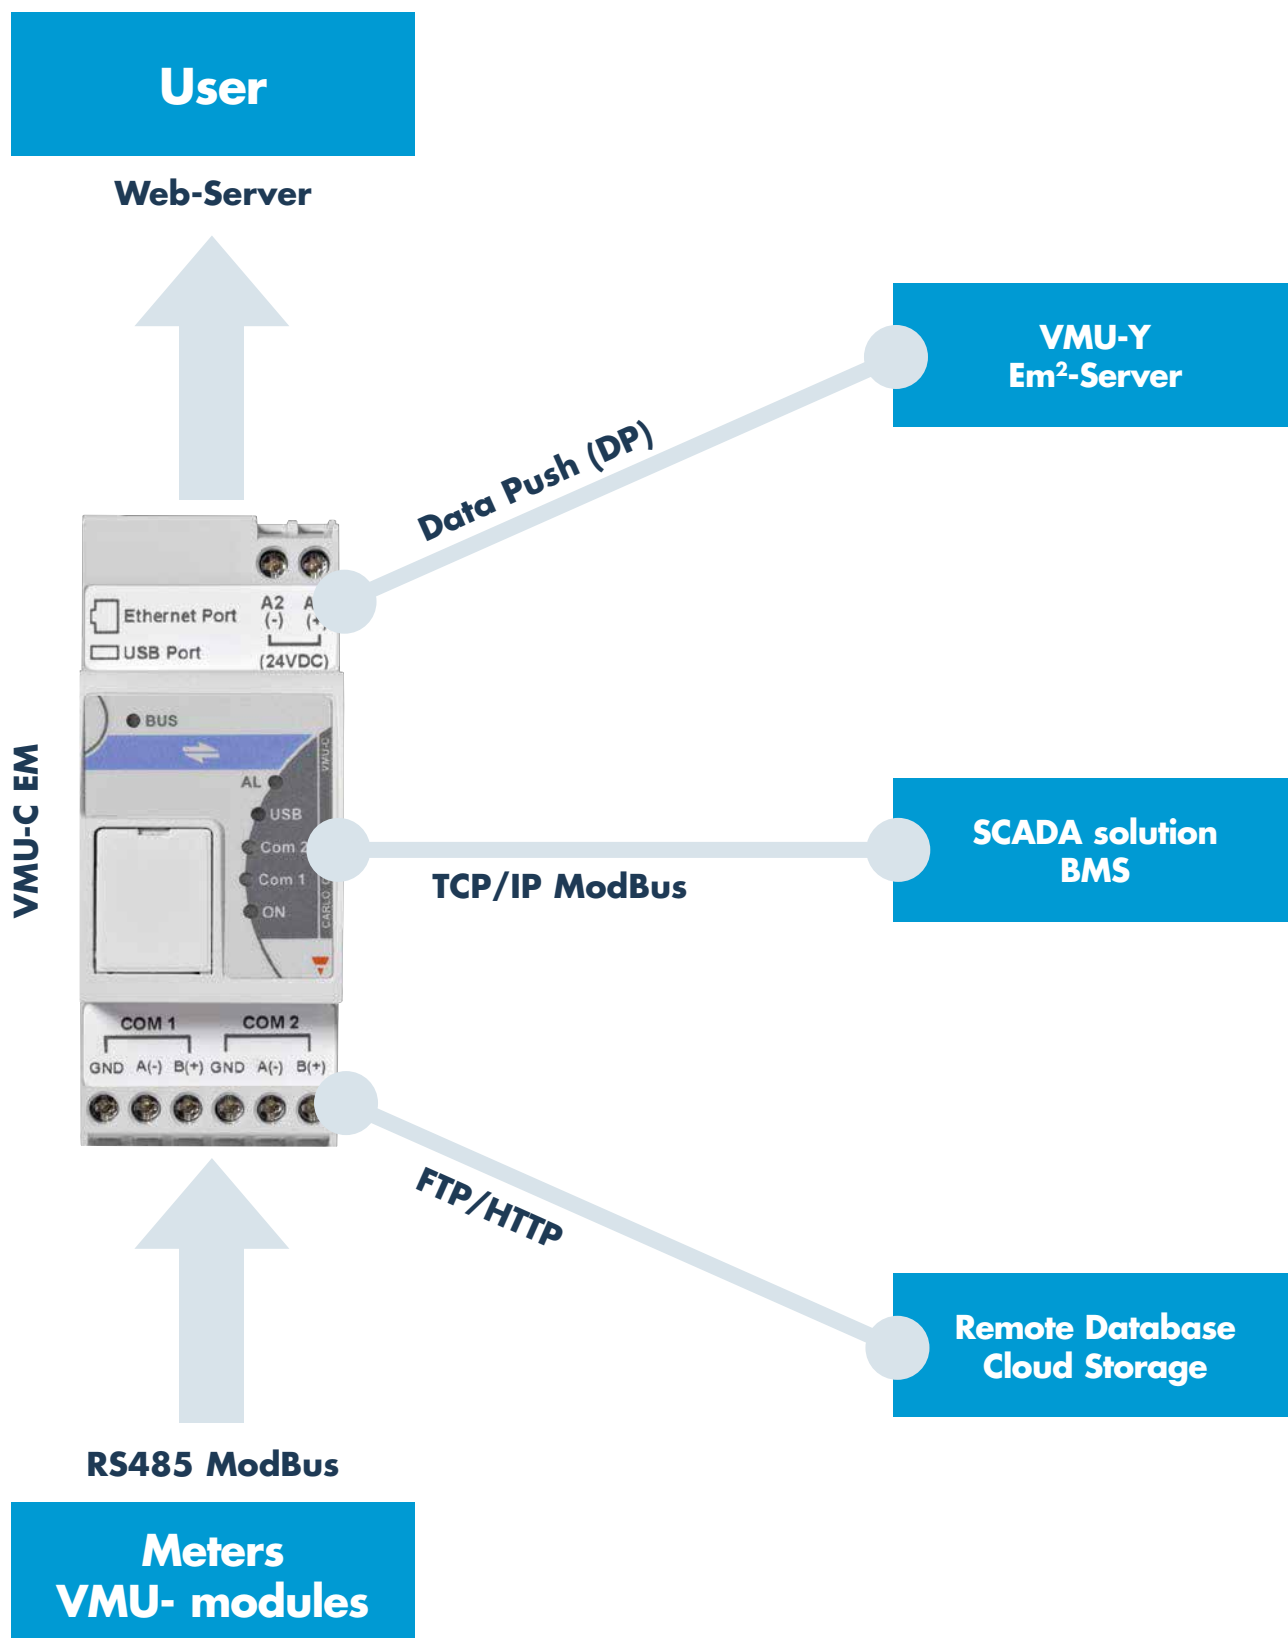 User
Web-Server
VMU-Y
Em²-Server
Data Push (DP)
A2
(-)
(+)
Ethernet Port
USB Port
(24VDC)
BUS
VMU-C
AL
USB
Com 2
Com 1
ON
CARLO
VMU-C EM
TCP/IP ModBus
SCADA solution
BMS
COM 1 COM 2
GND A(-) B(+) GND A(-) B(+)
FTP/HTTP
Remote Database
Cloud Storage
RS485 ModBus
Meters
VMU- modules